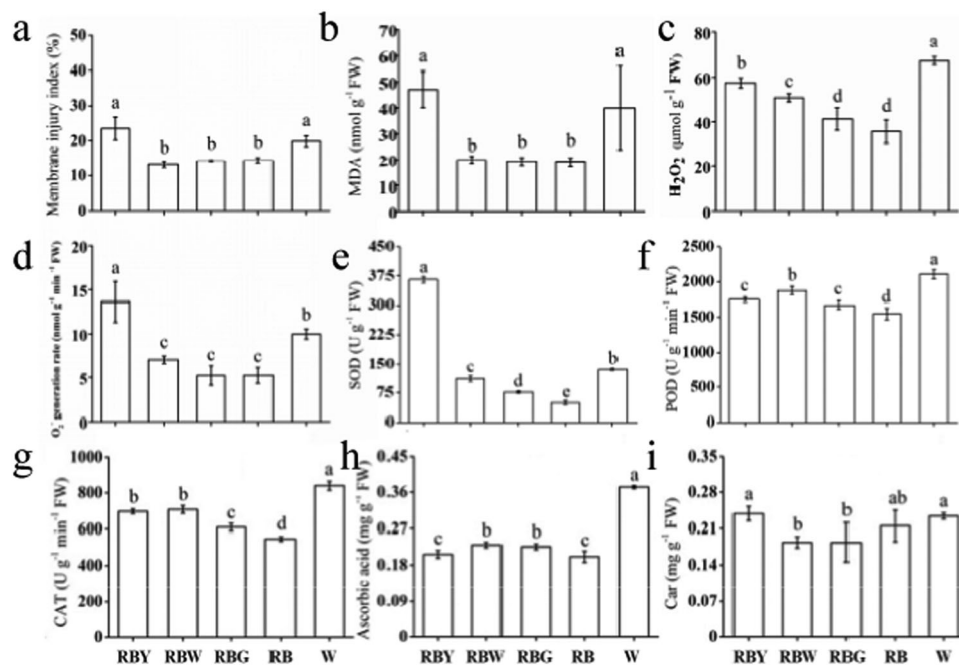 a
Membrane injury index (%)
50
40
30
20
10
0
a
b
b
b
a
b
MDA (nmol g⁻¹ FW)
70
60
50
40
30
20
10
0
a
b
b
b
a
c
H₂O₂ (μmol g⁻¹ FW)
80
60
40
20
0
b
c
d
d
a
d
O₂⁻ generation rate (nmol g⁻¹ min⁻¹ FW)
20
15
10
5
0
a
c
c
c
b
e
SOD (U g⁻¹ FW)
450
375
300
150
75
0
a
c
d
e
b
f
POD (U g⁻¹ min⁻¹ FW)
2500
2000
1500
1000
500
0
c
b
c
d
a
g
CAT (U g⁻¹ min⁻¹ FW)
1000
800
600
400
200
0
b
b
c
d
a
RBY RBW RBG RB W
h
Ascorbic acid (mg g⁻¹ FW)
0.45
0.36
0.27
0.18
0.09
0
c
b
b
c
a
RBY RBW RBG RB W
i
Car (mg g⁻¹ FW)
0.35
0.28
0.21
0.14
0.07
0
a
b
b
ab
a
RBY RBW RBG RB W